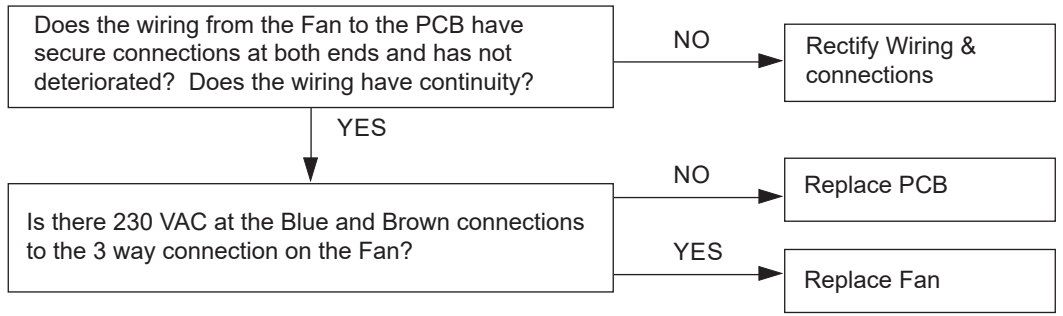 Does the wiring from the Fan to the PCB have
secure connections at both ends and has not
deteriorated?  Does the wiring have continuity?
NO
Rectify Wiring &
connections
YES
Is there 230 VAC at the Blue and Brown connections
to the 3 way connection on the Fan?
NO
Replace PCB
YES
Replace Fan